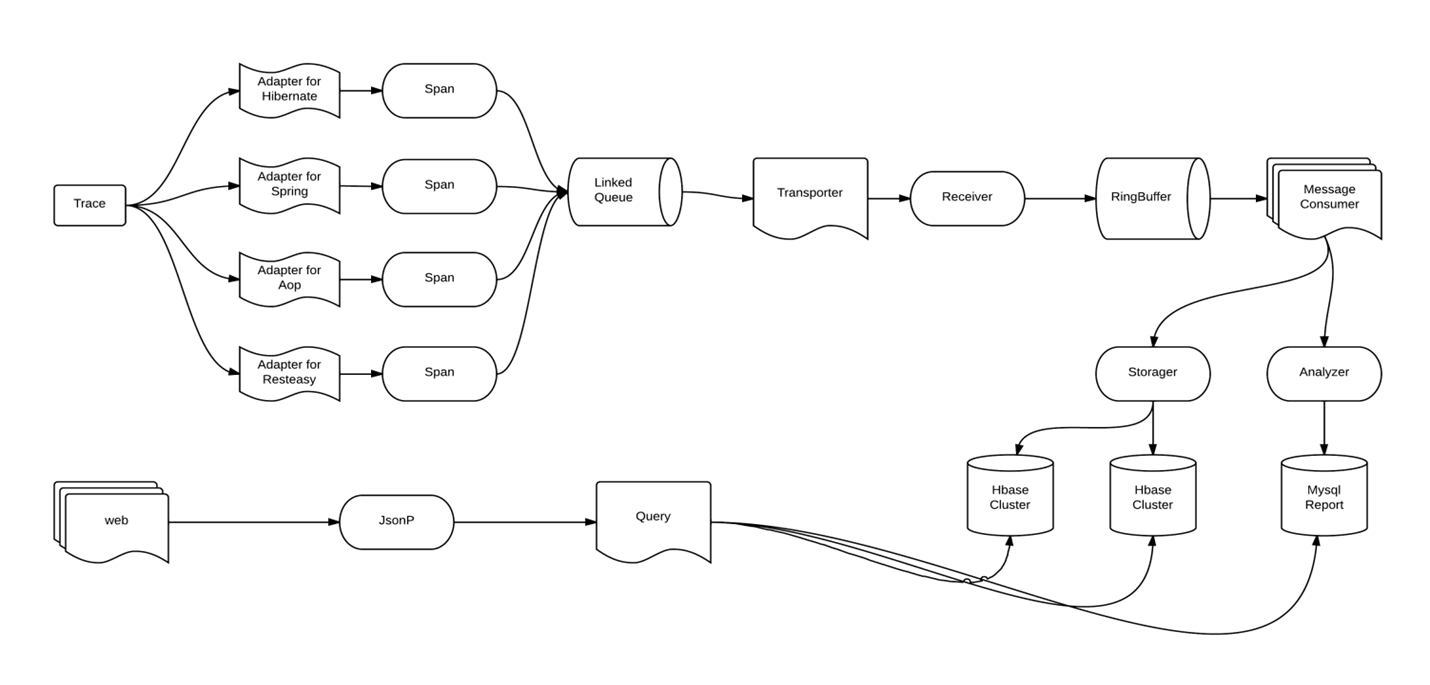 Adapter for
Hibernate
Span
Adapter for
Spring
Span
Trace
Linked
Queue
Transporter
Receiver
RingBuffer
Message
Consumer
Adapter for
Aop
Span
Adapter for
Resteasy
Span
Storager
Analyzer
web
JsonP
Query
Hbase
Cluster
Hbase
Cluster
Mysql
Report